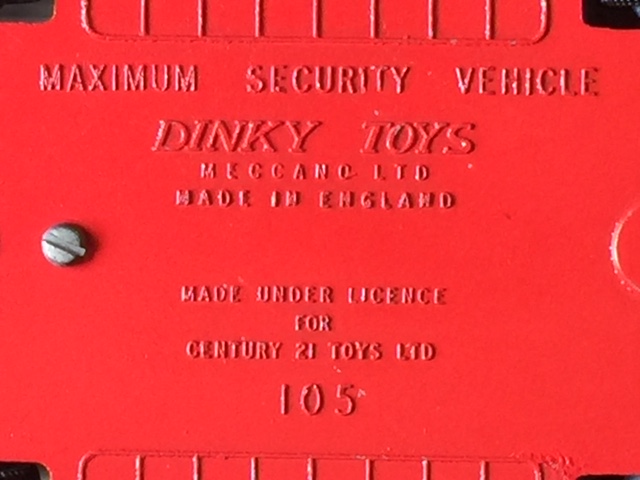 MAXIMUM SECURITY VEHICLE
DINKY TOYS
MECCANO LTD
MADE IN ENGLAND
MADE UNDER LICENCE
FOR
CENTURY 21 TOYS LTD
105